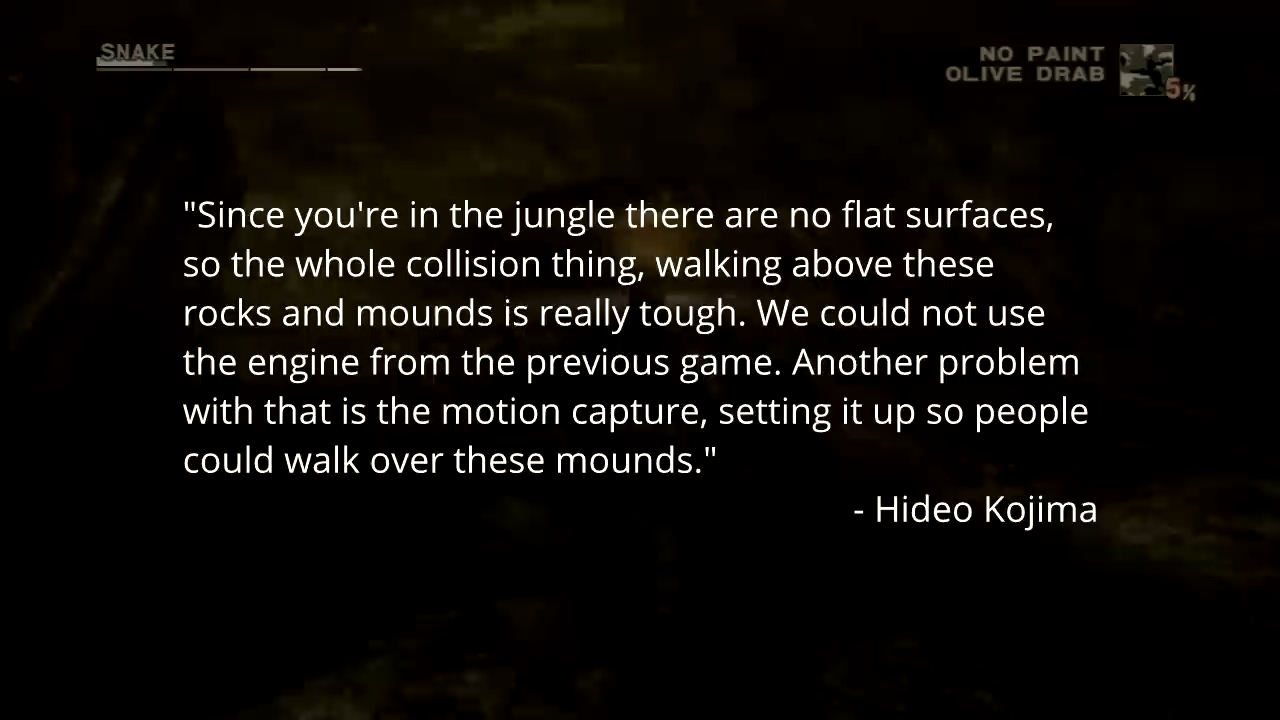 SNAKE
NO PAINT
OLIVE DRAB
5%
"Since you're in the jungle there are no flat surfaces,
so the whole collision thing, walking above these
rocks and mounds is really tough. We could not use
the engine from the previous game. Another problem
with that is the motion capture, setting it up so people
could walk over these mounds."
- Hideo Kojima